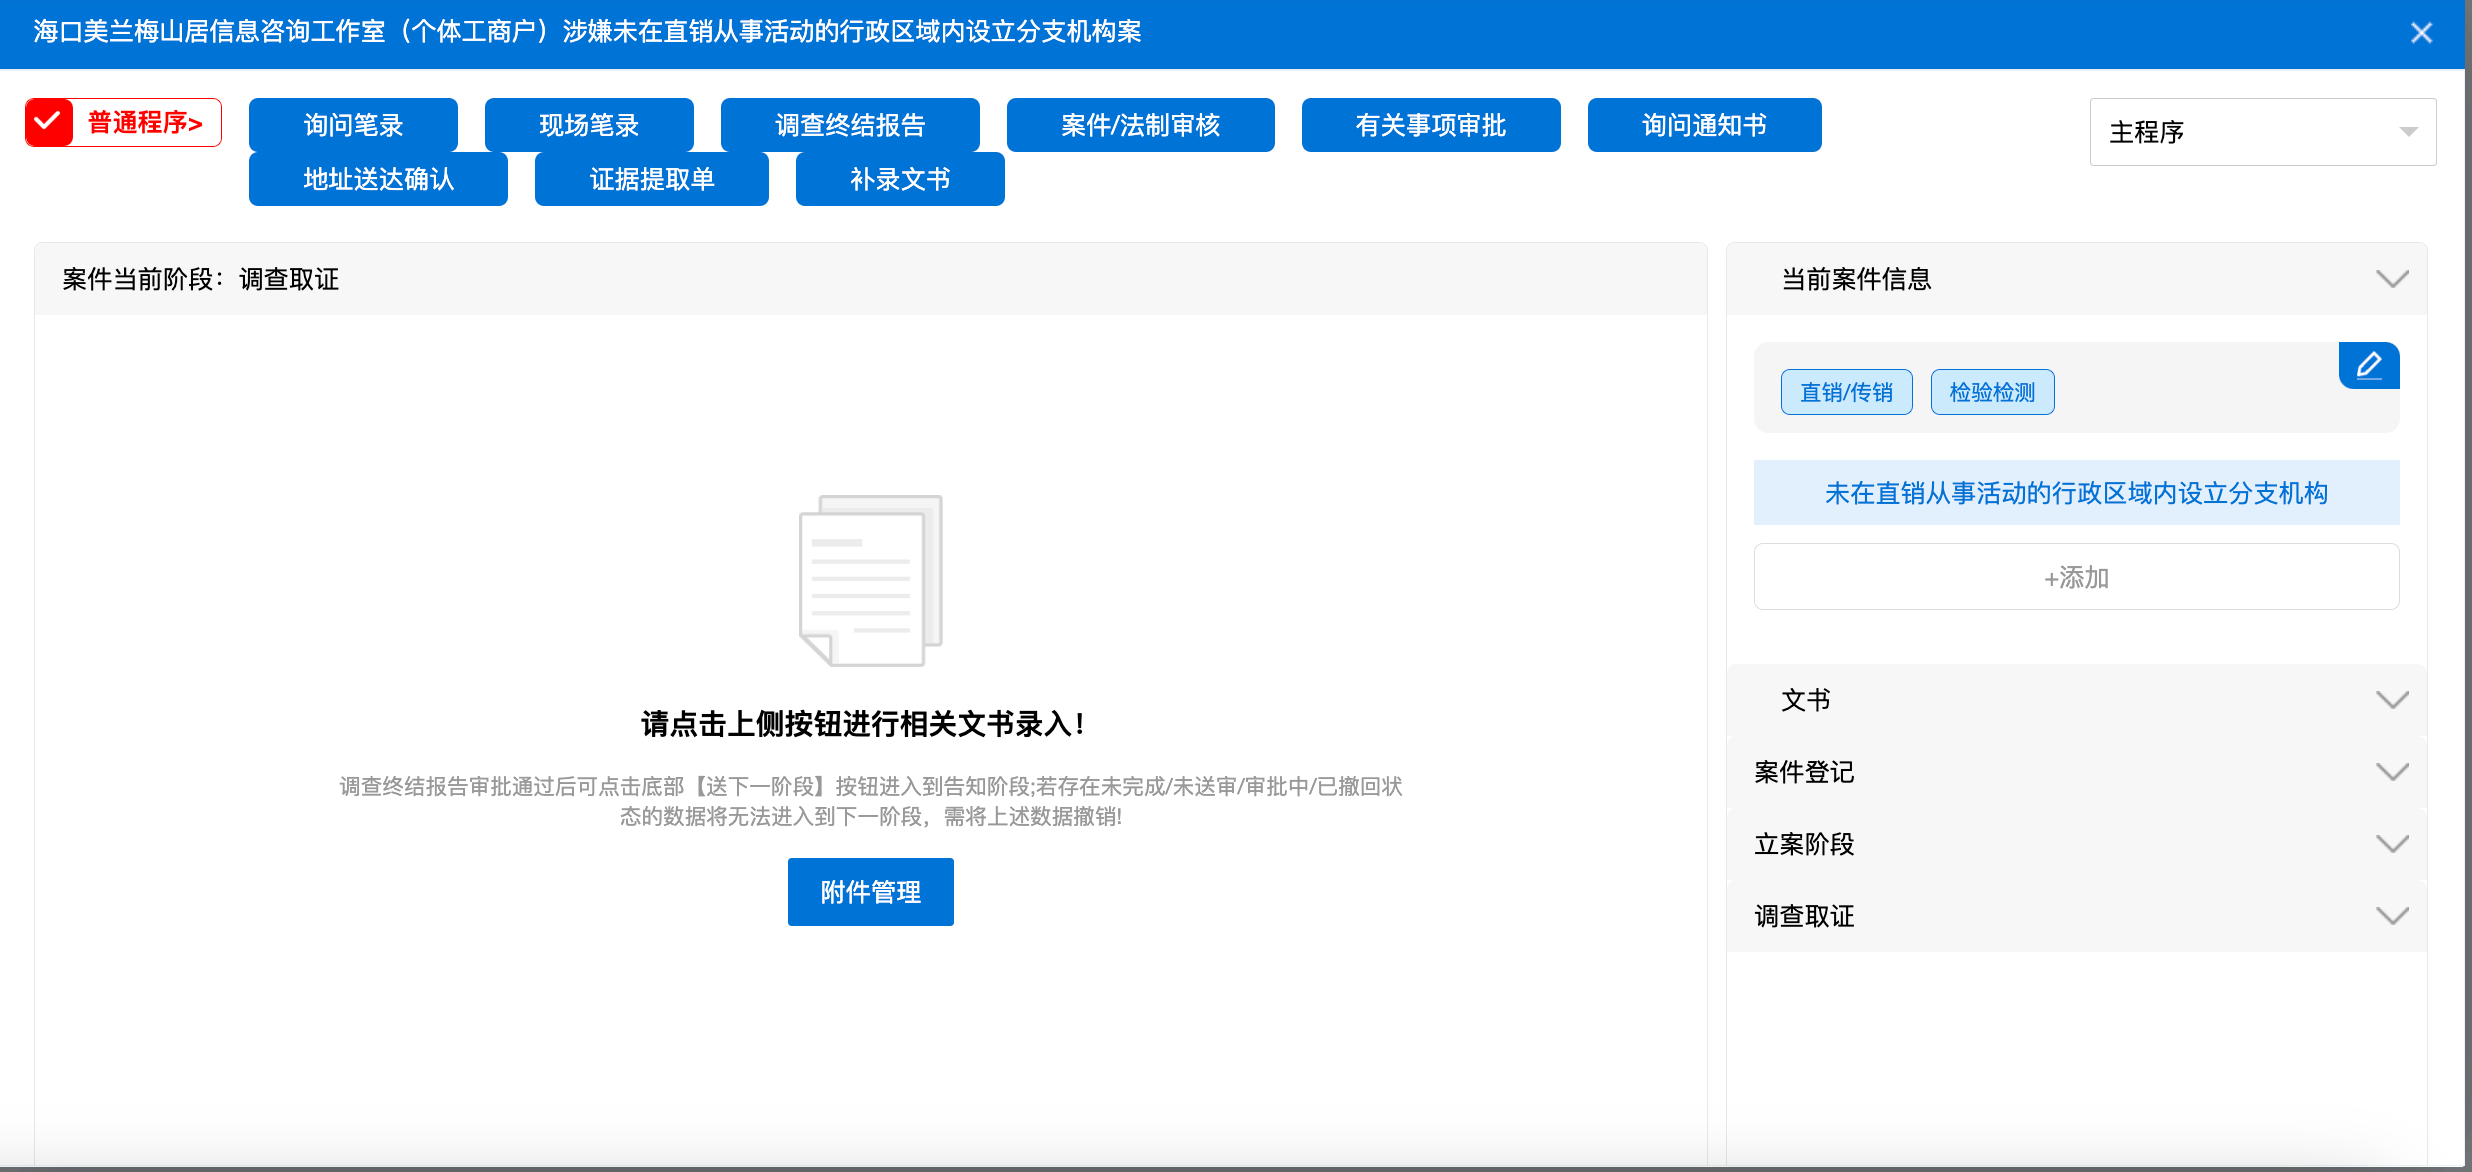 海口美兰梅山居信息咨询工作室（个体工商户）涉嫌未在直销从事活动的行政区域内设立分支机构案
普通程序>
询问笔录
现场笔录
调查终结报告
案件/法制审核
有关事项审批
询问通知书
主程序
地址送达确认
证据提取单
补录文书
案件当前阶段：调查取证
请点击上侧按钮进行相关文书录入！
调查终结报告审批通过后可点击底部【送下一阶段】按钮进入到告知阶段;若存在未完成/未送审/审批中/已撤回状
态的数据将无法进入到下一阶段，需将上述数据撤销!
附件管理
当前案件信息
直销/传销
检验检测
未在直销从事活动的行政区域内设立分支机构
+添加
文书
案件登记
立案阶段
调查取证